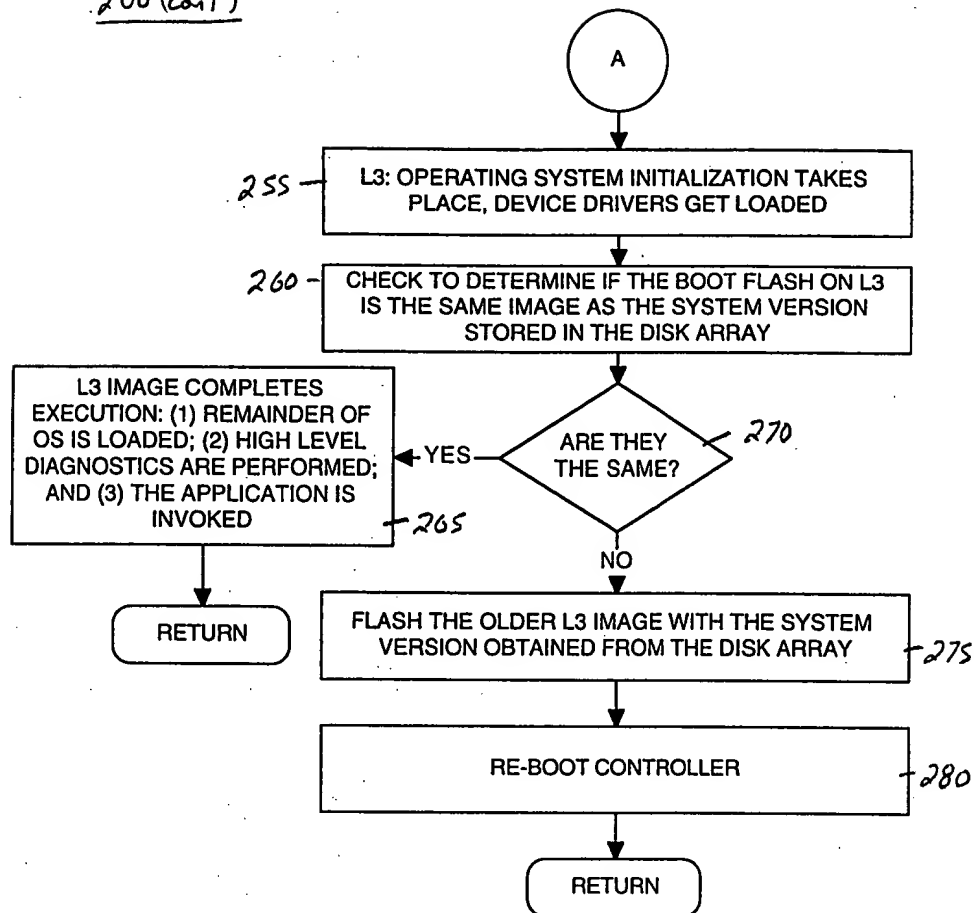 200 (con't)
A
255
L3: OPERATING SYSTEM INITIALIZATION TAKES
PLACE, DEVICE DRIVERS GET LOADED
260
CHECK TO DETERMINE IF THE BOOT FLASH ON L3
IS THE SAME IMAGE AS THE SYSTEM VERSION
STORED IN THE DISK ARRAY
L3 IMAGE COMPLETES
EXECUTION: (1) REMAINDER OF
OS IS LOADED; (2) HIGH LEVEL
DIAGNOSTICS ARE PERFORMED;
AND (3) THE APPLICATION IS
INVOKED
265
YES
ARE THEY
THE SAME?
270
NO
RETURN
FLASH THE OLDER L3 IMAGE WITH THE SYSTEM
VERSION OBTAINED FROM THE DISK ARRAY
275
RE-BOOT CONTROLLER
280
RETURN